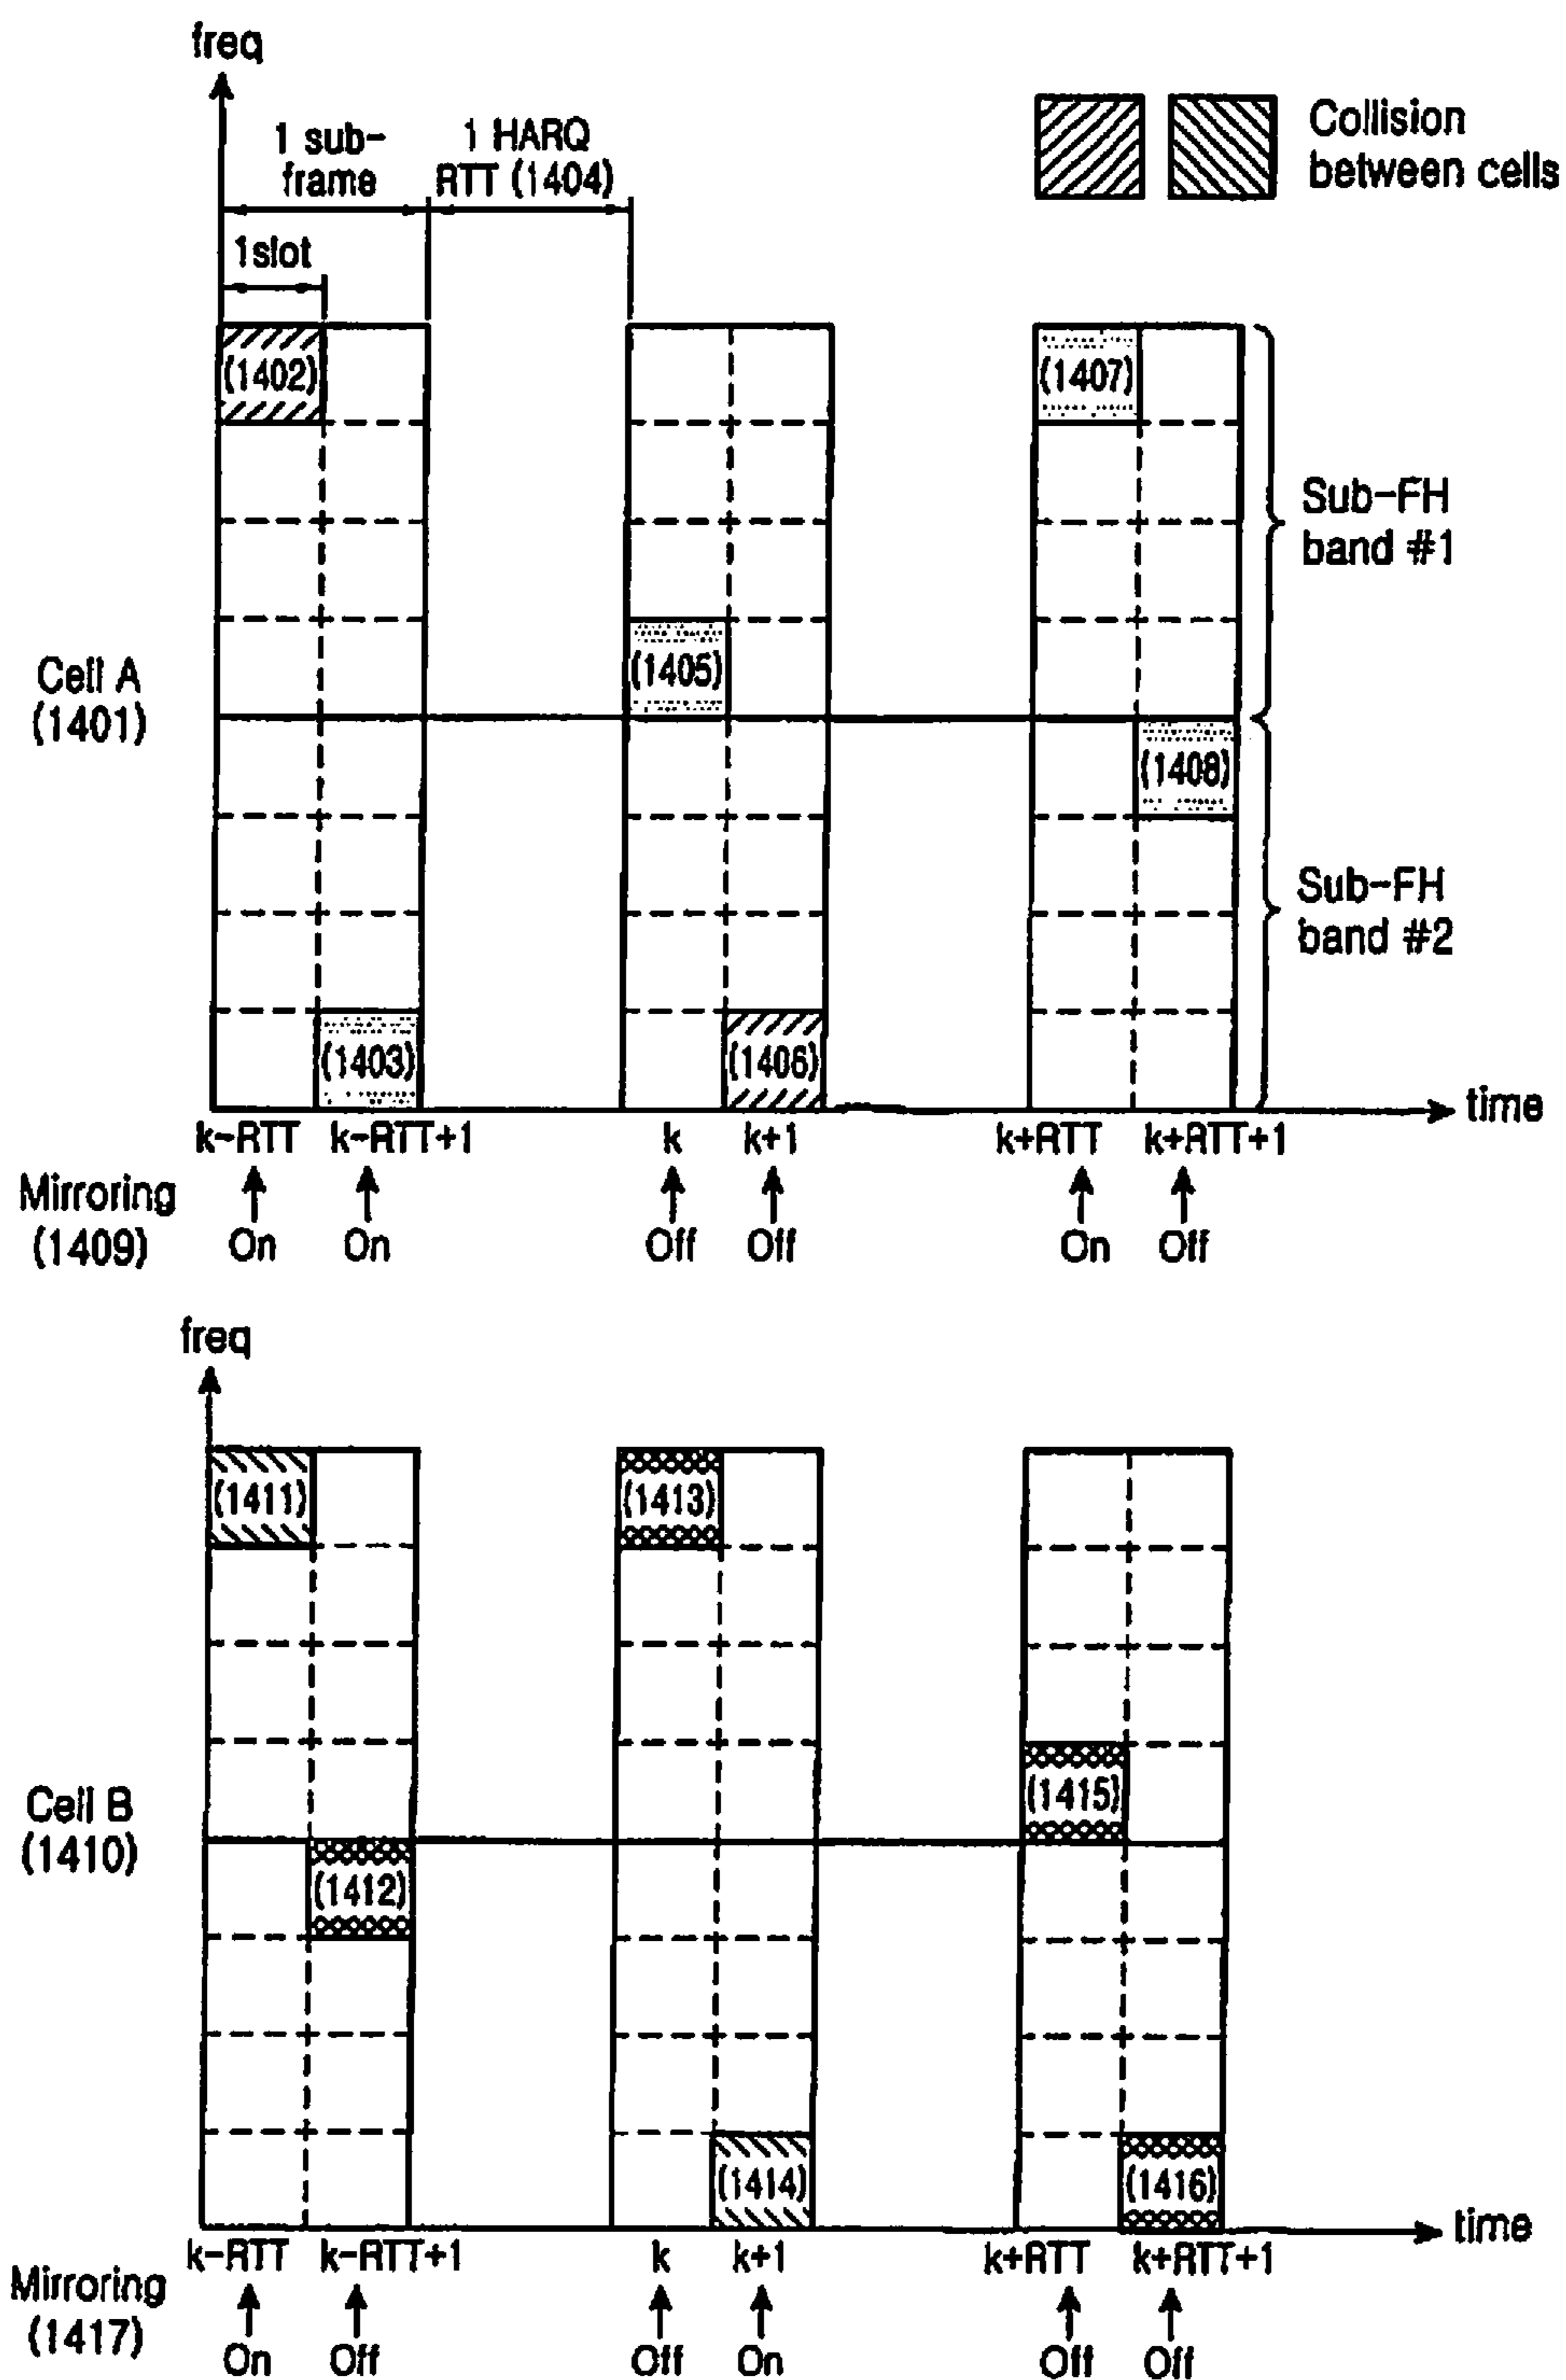 freq
1 sub-
frame
1 HARQ
RTT (1404)
Collision
between cells
1slot
(1402)
(1407)
Sub-FH
band #1
(1405)
Cell A
(1401)
(1408)
Sub-FH
band #2
(1403)
(1406)
time
k-RTT k-RTT+1 k k+1 k+RTT k+RTT+1
Mirroring
(1409)
On On Off Off On Off
freq
(1411)
(1413)
(1415)
Cell B
(1410)
(1412)
(1414)
(1416)
time
k-RTT k-RTT+1 k k+1 k+RTT k+RTT+1
Mirroring
(1417)
On Off Off On Off Off